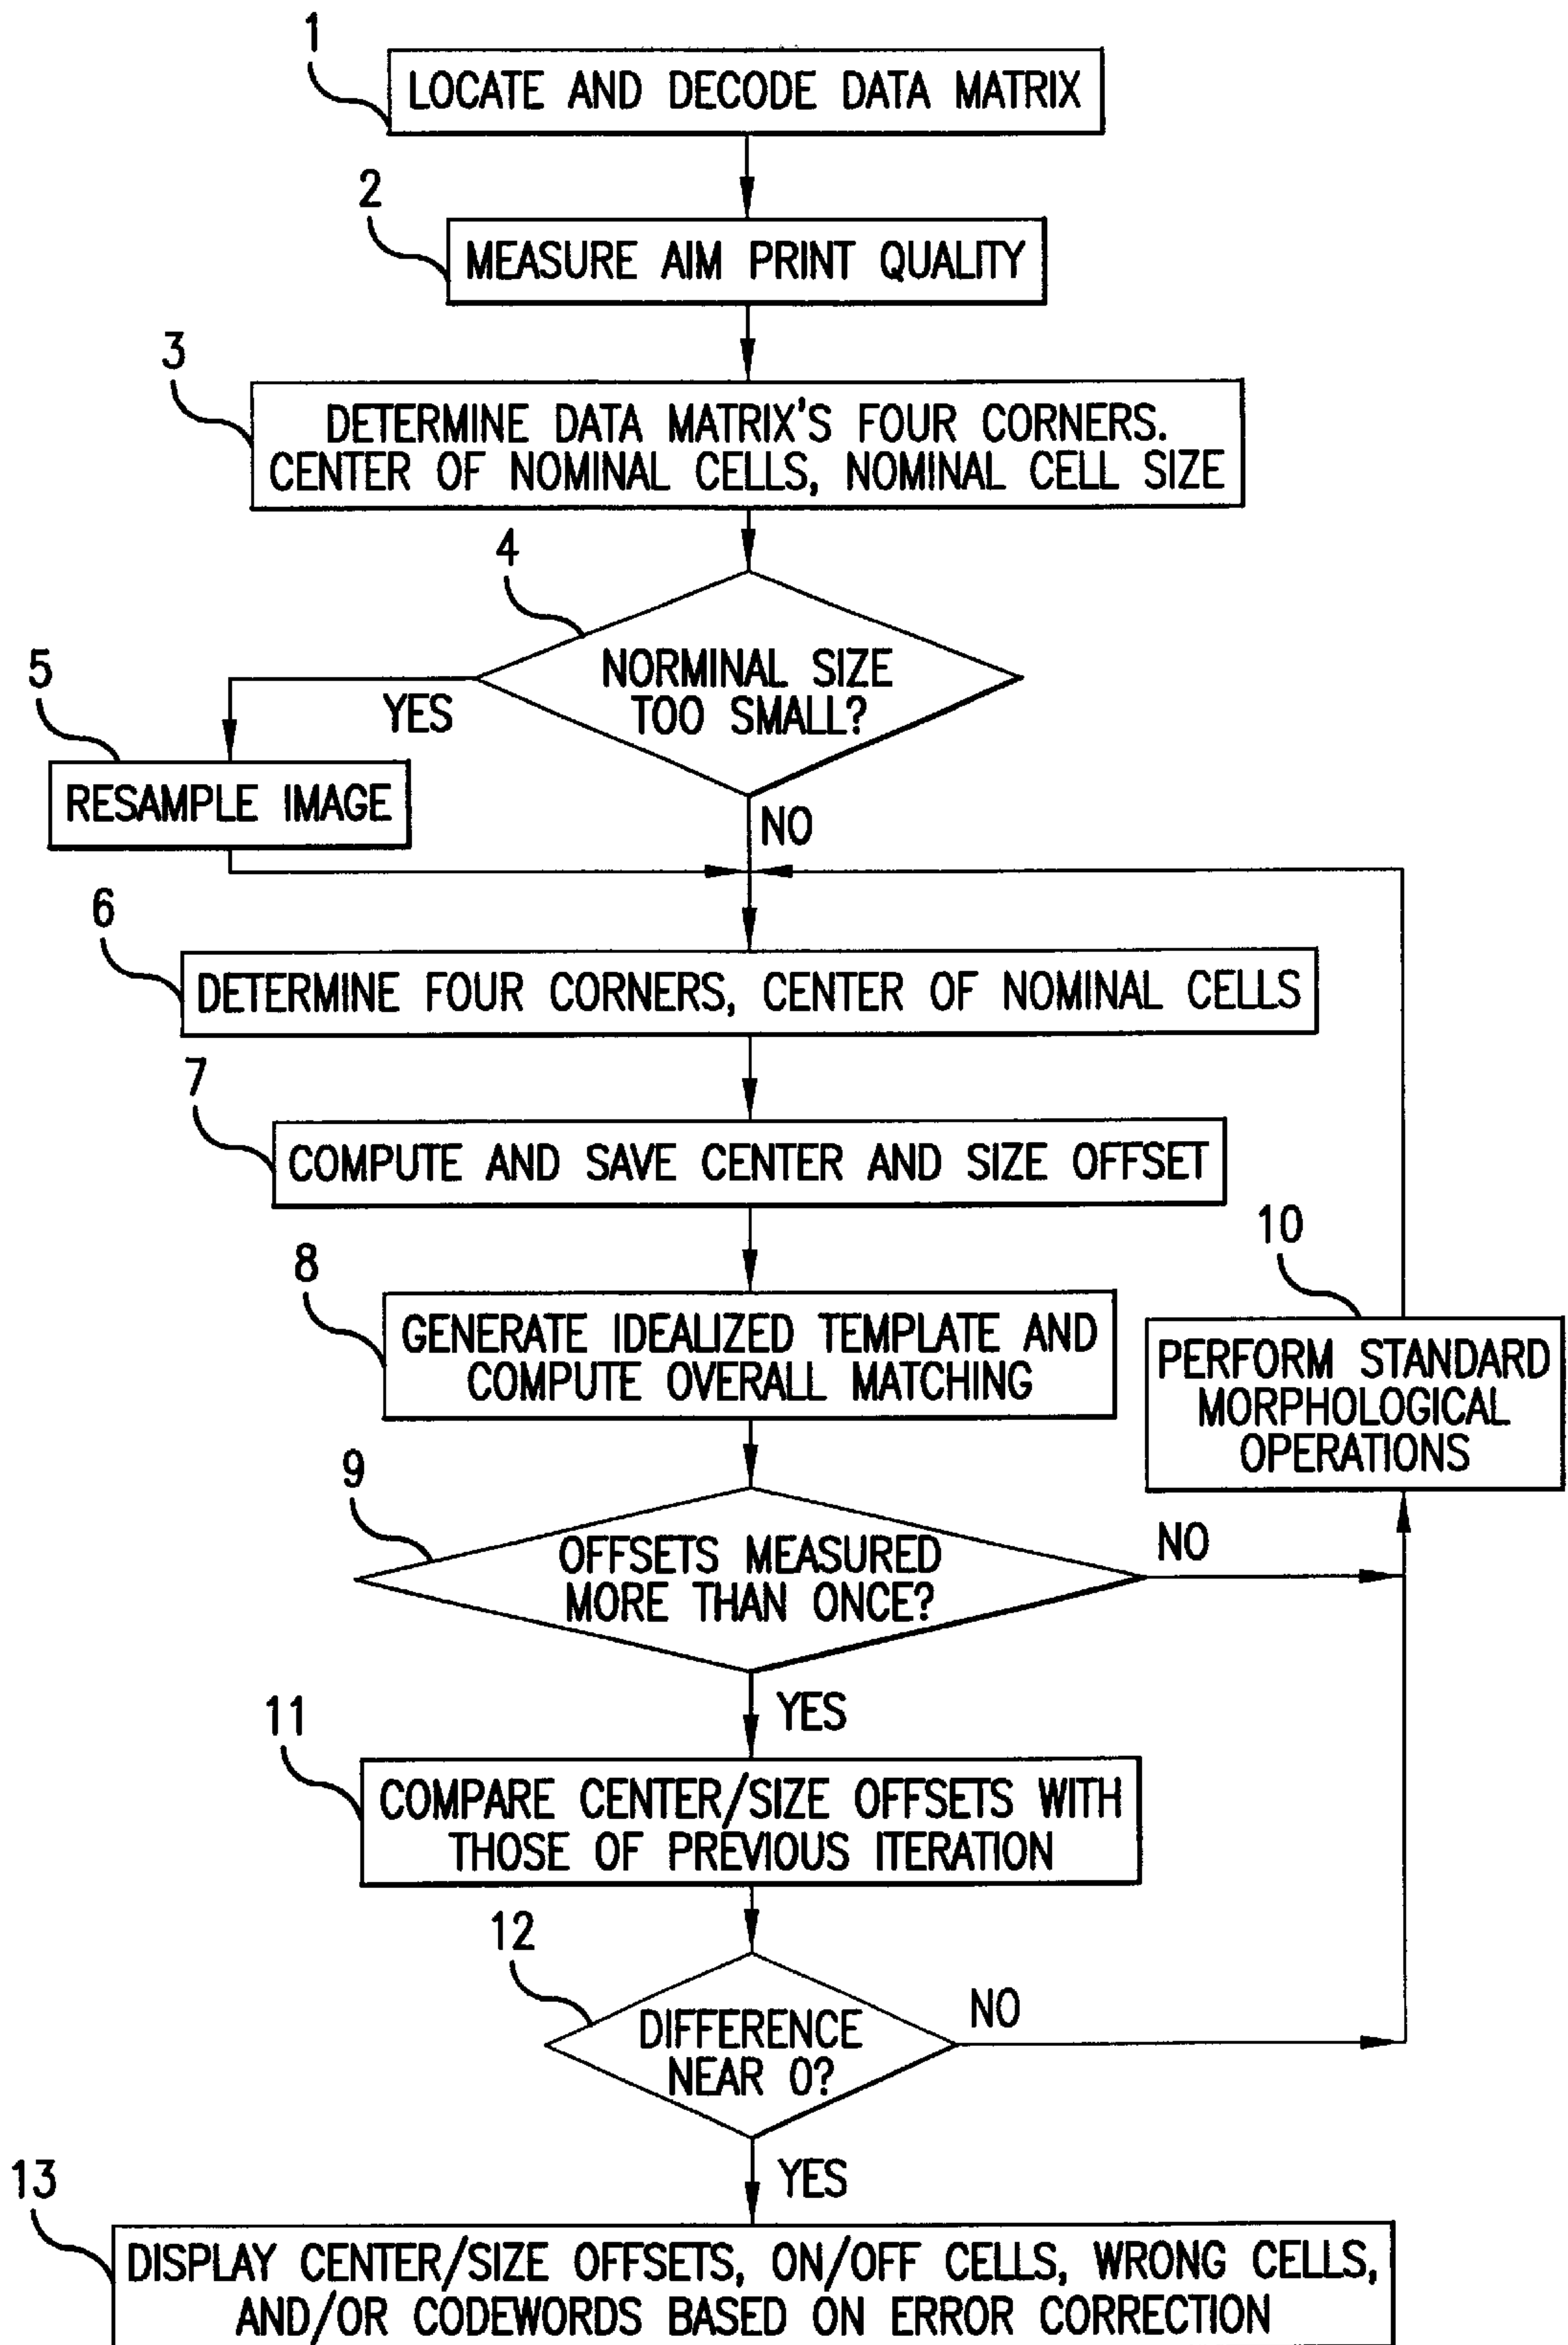 1
LOCATE AND DECODE DATA MATRIX
2
MEASURE AIM PRINT QUALITY
3
DETERMINE DATA MATRIX'S FOUR CORNERS.
CENTER OF NOMINAL CELLS, NOMINAL CELL SIZE
4
NORMINAL SIZE
TOO SMALL?
YES
NO
5
RESAMPLE IMAGE
6
DETERMINE FOUR CORNERS, CENTER OF NOMINAL CELLS
7
COMPUTE AND SAVE CENTER AND SIZE OFFSET
8
GENERATE IDEALIZED TEMPLATE AND
COMPUTE OVERALL MATCHING
10
PERFORM STANDARD
MORPHOLOGICAL
OPERATIONS
9
OFFSETS MEASURED
MORE THAN ONCE?
NO
YES
11
COMPARE CENTER/SIZE OFFSETS WITH
THOSE OF PREVIOUS ITERATION
12
DIFFERENCE
NEAR 0?
NO
YES
13
DISPLAY CENTER/SIZE OFFSETS, ON/OFF CELLS, WRONG CELLS,
AND/OR CODEWORDS BASED ON ERROR CORRECTION